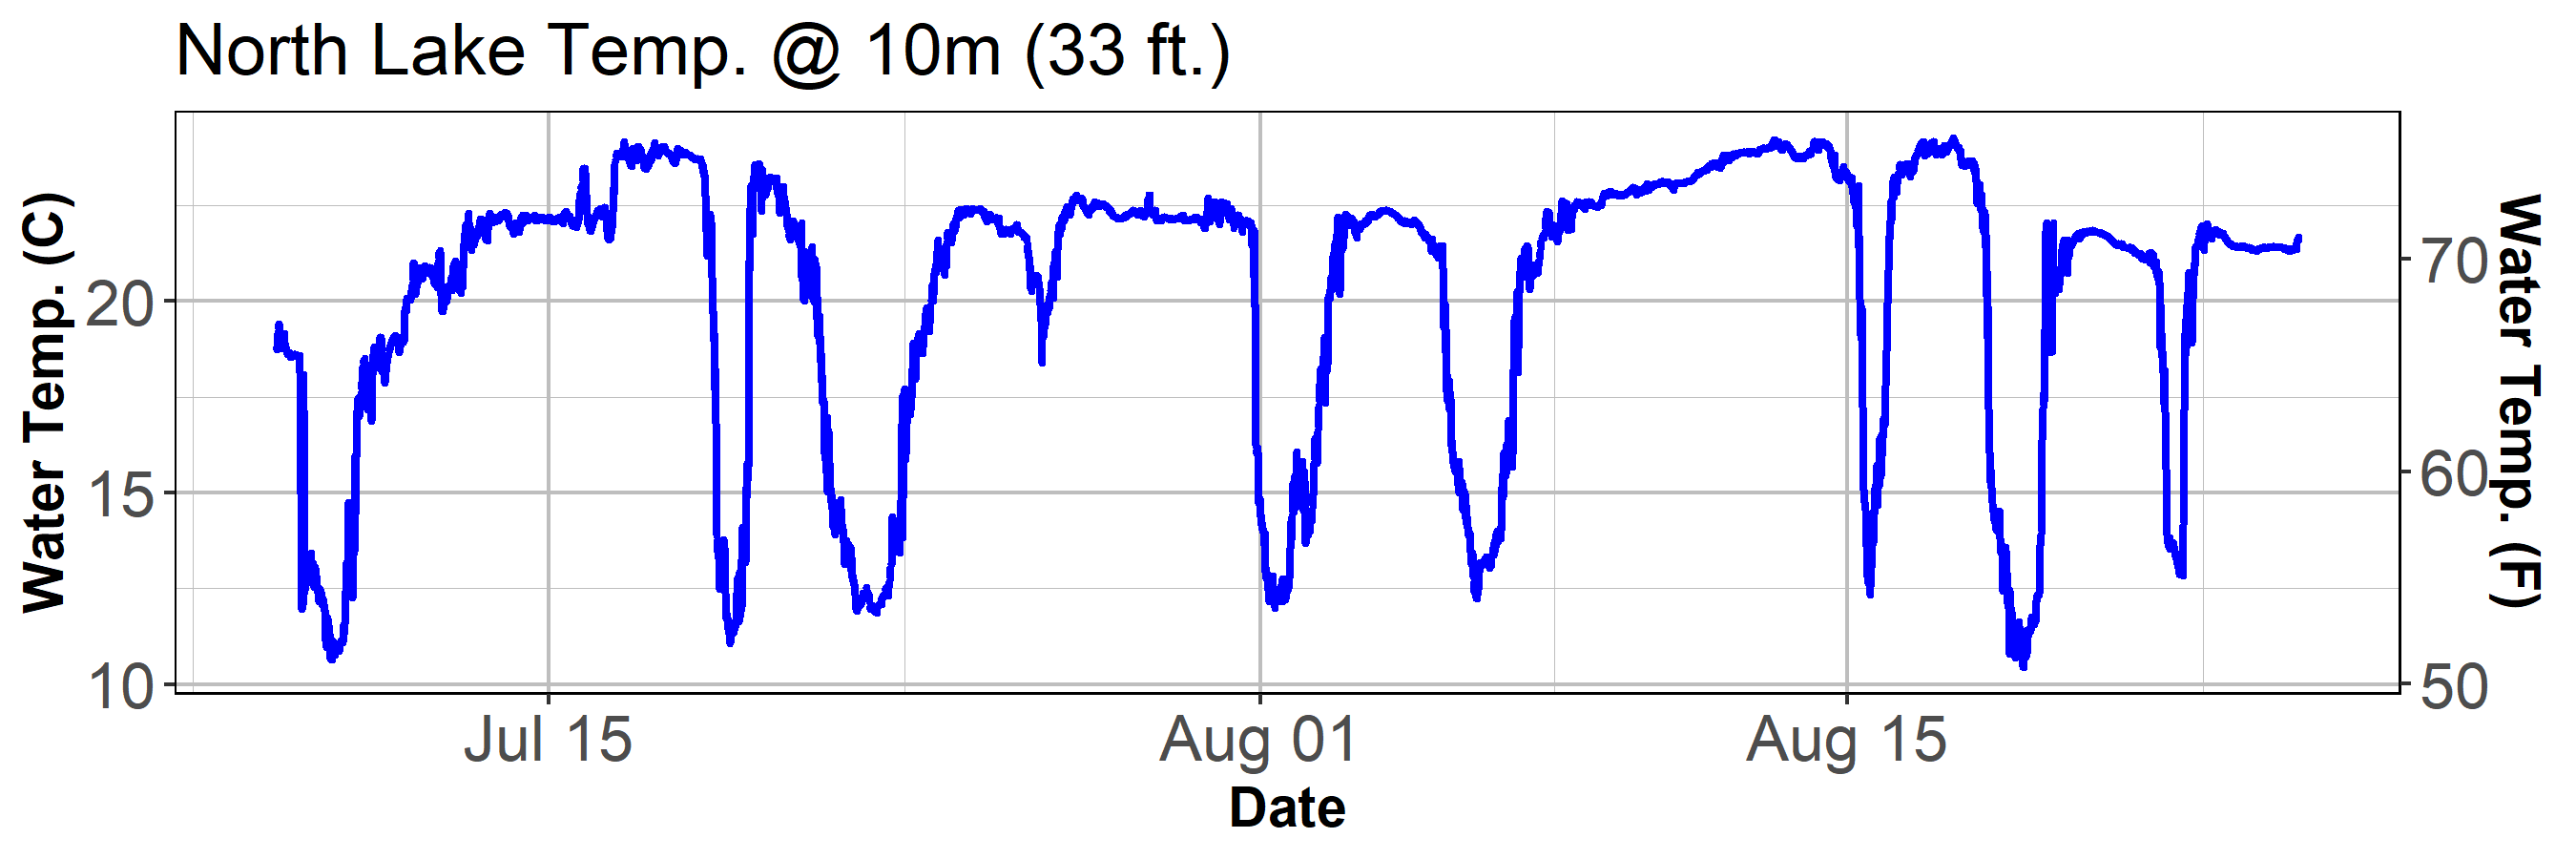 North Lake Temp. @ 10m (33 ft.)
Water Temp. (C)
20
15
10
70
60
50
Water Temp. (F)
Jul 15
Aug 01
Aug 15
Date